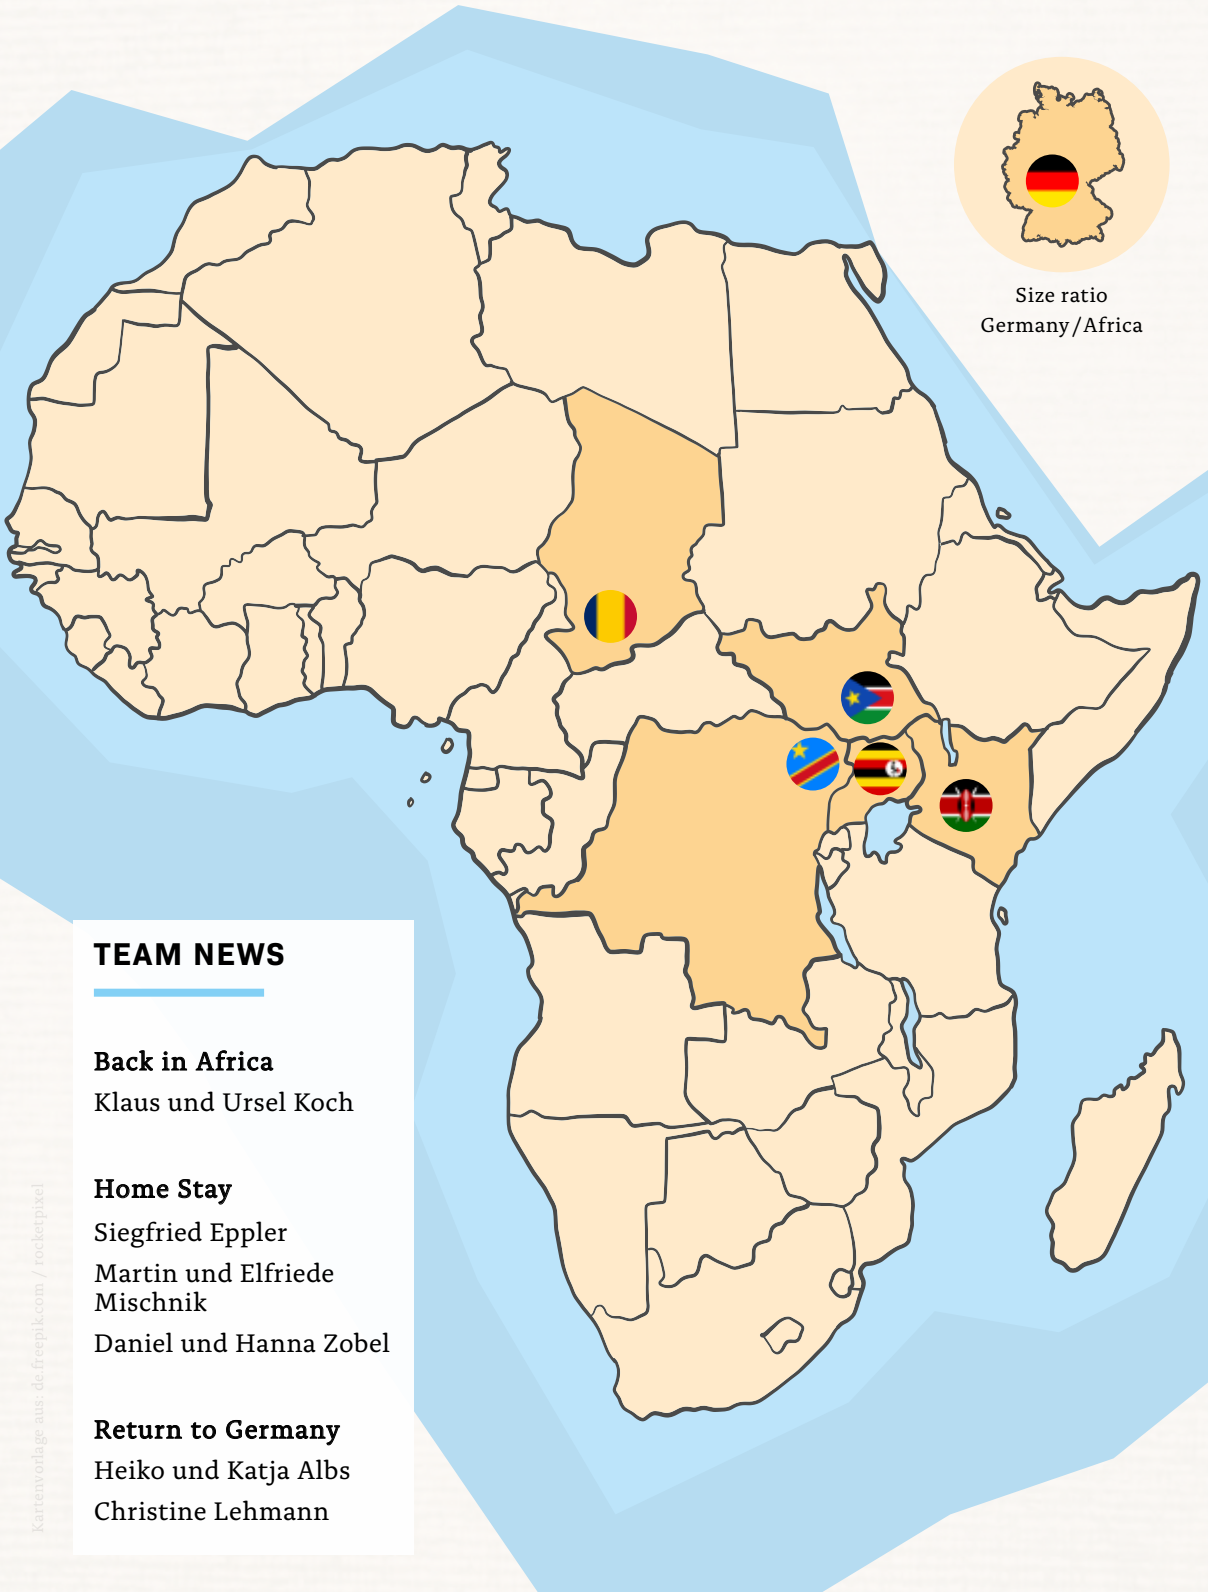 Size ratio
Germany/Africa
TEAM NEWS
Back in Africa
Klaus und Ursel Koch
Home Stay
Siegfried Eppler
Martin und Elfriede
Mischnik
Daniel und Hanna Zobel
Return to Germany
Heiko und Katja Albs
Christine Lehmann
Kartenvorlage aus: de.freepik.com / rocketpixel